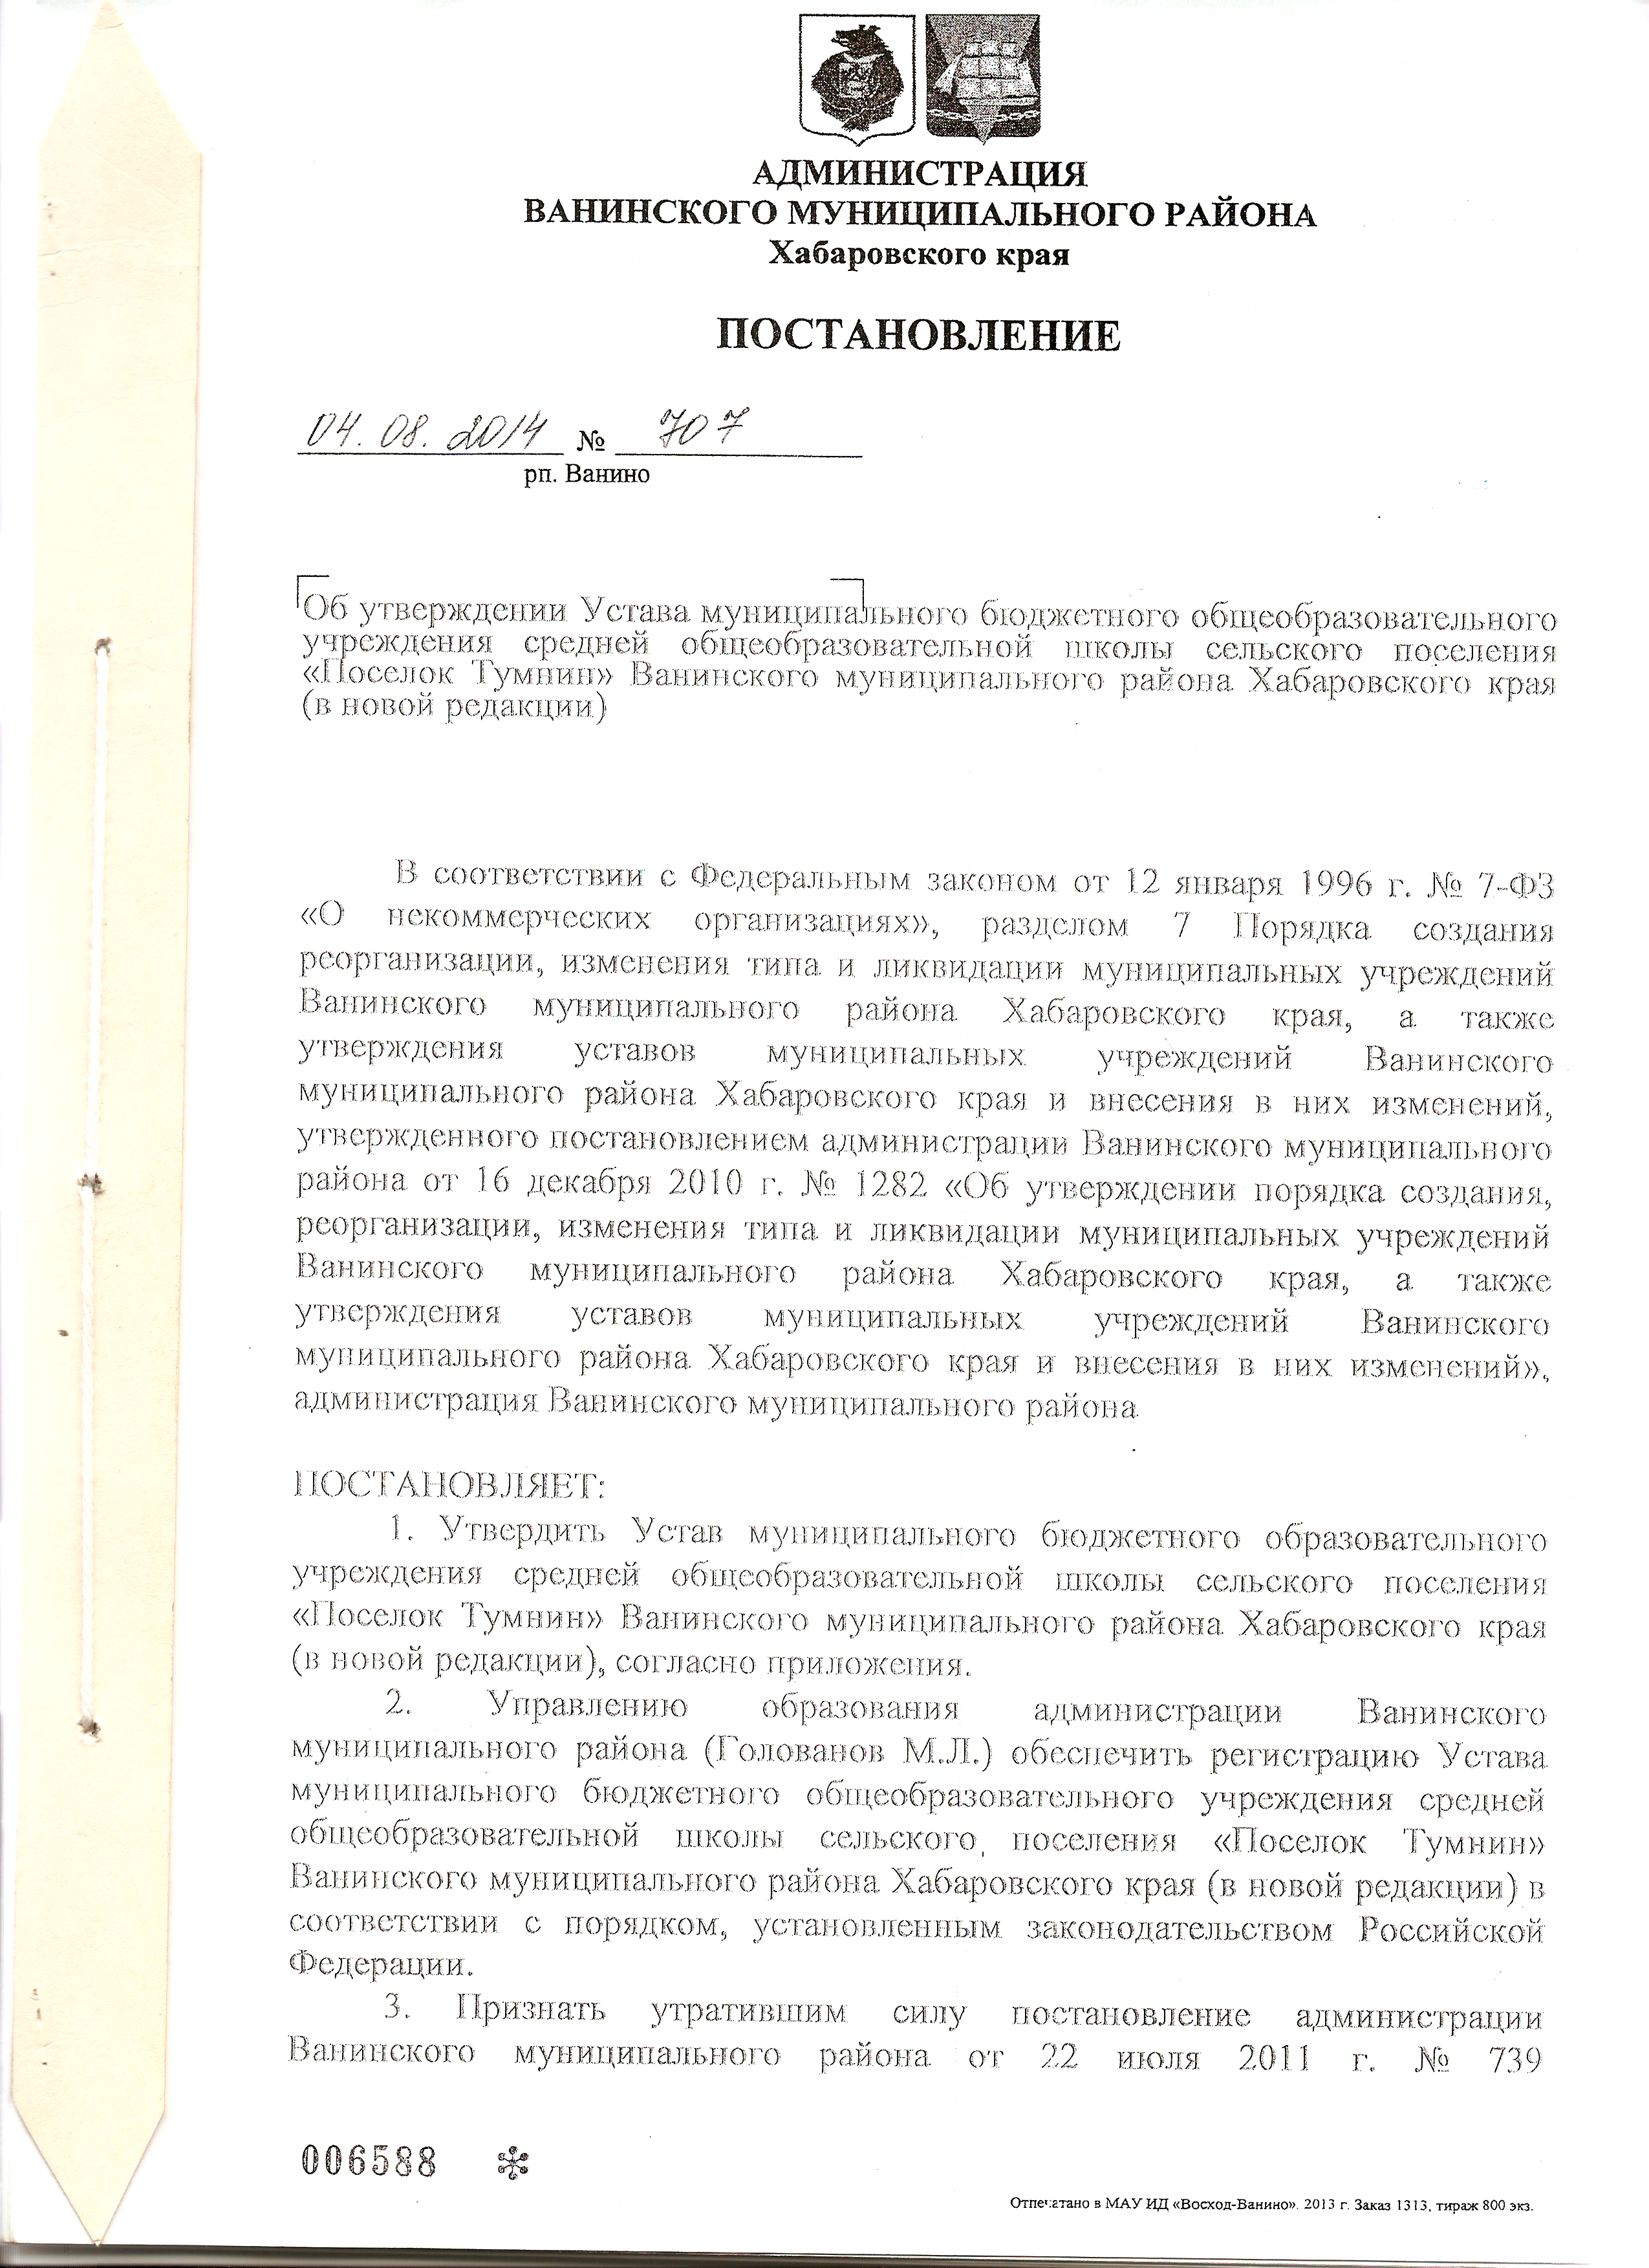 АДМИНИСТРАЦИЯ
ВАНИНСКОГО МУНИЦИПАЛЬНОГО РАЙОНА
Хабаровского края
ПОСТАНОВЛЕНИЕ
04.08.2014 № 707
рп. Ванино
Об утверждении Устава муниципального бюджетного общеобразовательного
учреждения средней общеобразовательной школы сельского поселения
«Поселок Тумнин» Ванинского муниципального района Хабаровского края
(в новой редакции)
В соответствии с Федеральным законом от 12 января 1996 г. № 7-ФЗ
«О некоммерческих организациях», разделом 7 Порядка создания
реорганизации, изменения типа и ликвидации муниципальных учреждений
Ванинского муниципального района Хабаровского края, а также
утверждения уставов муниципальных учреждений Ванинского
муниципального района Хабаровского края и внесения в них изменений,
утвержденного постановлением администрации Ванинского муниципального
района от 16 декабря 2010 г. № 1282 «Об утверждении порядка создания,
реорганизации, изменения типа и ликвидации муниципальных учреждений
Ванинского муниципального района Хабаровского края, а также
утверждения уставов муниципальных учреждений Ванинского
муниципального района Хабаровского края и внесения в них изменений»,
администрация Ванинского муниципального района
ПОСТАНОВЛЯЕТ:
1. Утвердить Устав муниципального бюджетного образовательного
учреждения средней общеобразовательной школы сельского поселения
«Поселок Тумнин» Ванинского муниципального района Хабаровского края
(в новой редакции), согласно приложения.
2. Управлению образования администрации Ванинского
муниципального района (Голованов М.Л.) обеспечить регистрацию Устава
муниципального бюджетного общеобразовательного учреждения средней
общеобразовательной школы сельского поселения «Поселок Тумнин»
Ванинского муниципального района Хабаровского края (в новой редакции) в
соответствии с порядком, установленным законодательством Российской
Федерации.
3. Признать утратившим силу постановление администрации
Ванинского муниципального района от 22 июля 2011 г. № 739
006588
Отпечатано в МАУ ИД «Восход-Ванино». 2013 г. Заказ 1313, тираж 800 экз.